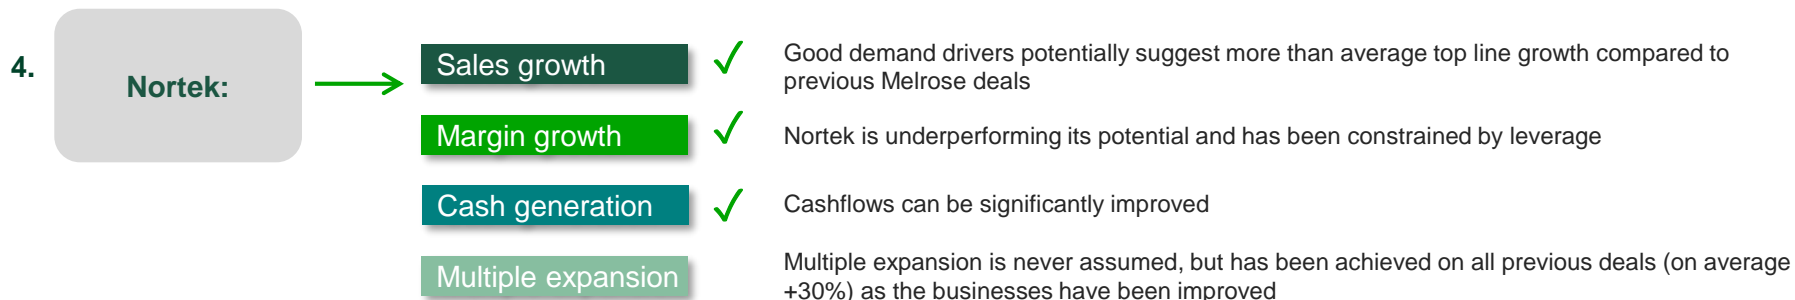 4.
Nortek:
Sales growth
Good demand drivers potentially suggest more than average top line growth compared to
previous Melrose deals
Margin growth
Nortek is underperforming its potential and has been constrained by leverage
Cash generation
Cashflows can be significantly improved
Multiple expansion
Multiple expansion is never assumed, but has been achieved on all previous deals (on average
+30%) as the businesses have been improved